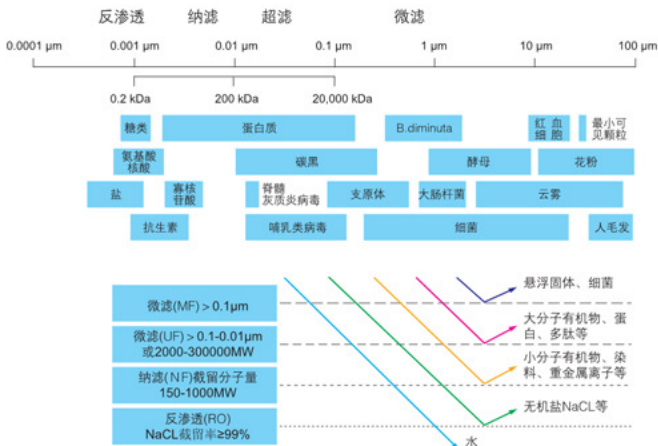 反渗透 纳滤 超滤 微滤
0.0001 μm 0.001 μm 0.01 μm 0.1 μm 1 μm 10 μm 100 μm
0.2 kDa 200 kDa 20,000 kDa
糖类 蛋白质 B.diminuta 红 血 最小可
细胞 见颗粒
氨基酸 碳黑 酵母 花粉
核酸
盐 寡核 脊髓 支原体 大肠杆菌 云雾
苷酸 灰质炎病毒
抗生素 哺乳类病毒 细菌 人毛发
悬浮固体、细菌
微滤(MF)>0.1μm
大分子有机物、蛋
白、多肽等
微滤(UF)>0.1-0.01μm
或2000-300000MW
小分子有机物、染
料、重金属离子等
纳滤(NF)截留分子量
150-1000MW
无机盐NaCl等
反渗透(RO)
NaCL截留率≥99%
水